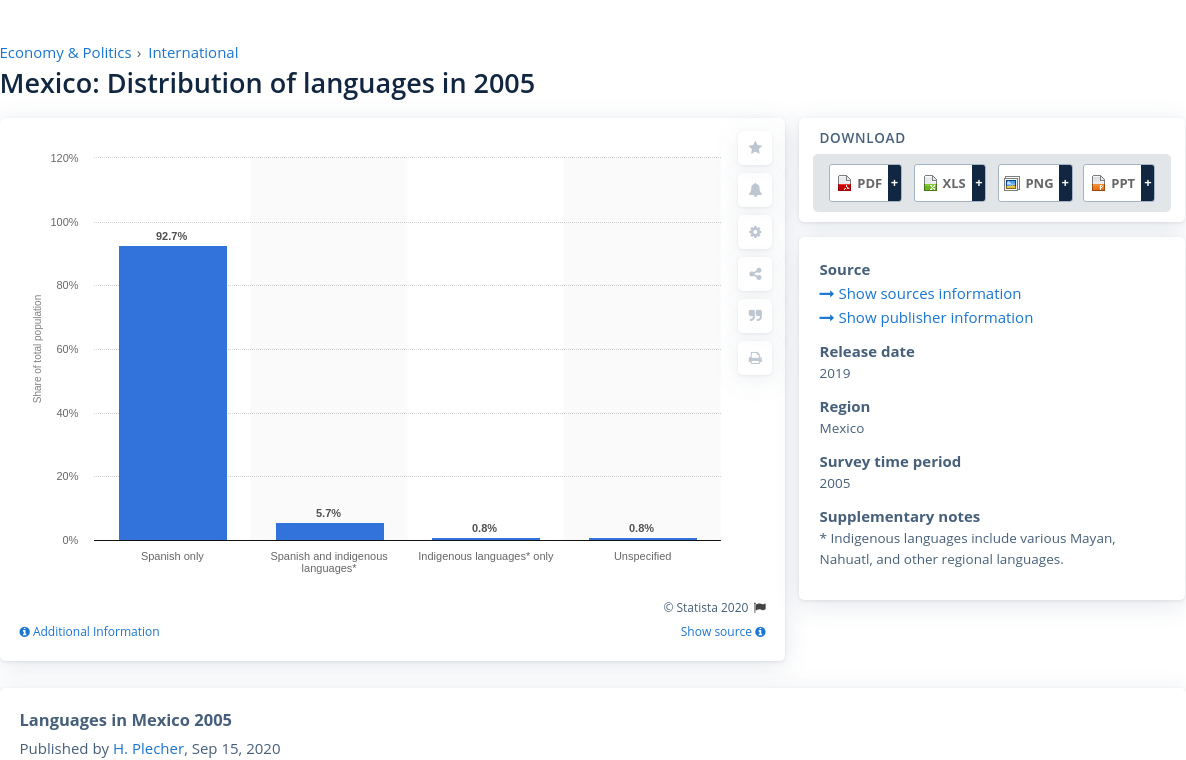 Economy & Politics › International
Mexico: Distribution of languages in 2005
120%
100%
80%
60%
40%
20%
0%
Share of total population
92.7%
5.7%
0.8%
0.8%
Spanish only
Spanish and indigenous
languages*
Indigenous languages* only
Unspecified
© Statista 2020
Additional Information
Show source
DOWNLOAD
PDF +
XLS +
PNG +
PPT +
Source
Show sources information
Show publisher information
Release date
2019
Region
Mexico
Survey time period
2005
Supplementary notes
* Indigenous languages include various Mayan,
Nahuatl, and other regional languages.
Languages in Mexico 2005
Published by H. Plecher, Sep 15, 2020